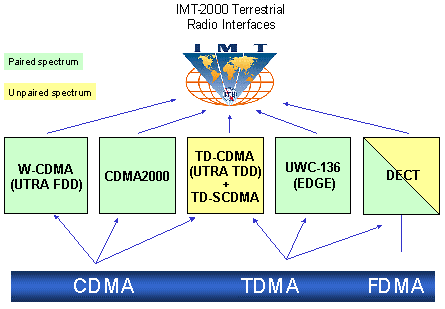 IMT-2000 Terrestrial
Radio Interfaces
I M T
Paired spectrum
Unpaired spectrum
W-CDMA
(UTRA FDD)
CDMA2000
TD-CDMA
(UTRA TDD)
+
TD-SCDMA
UWC-136
(EDGE)
DECT
CDMA
TDMA
FDMA